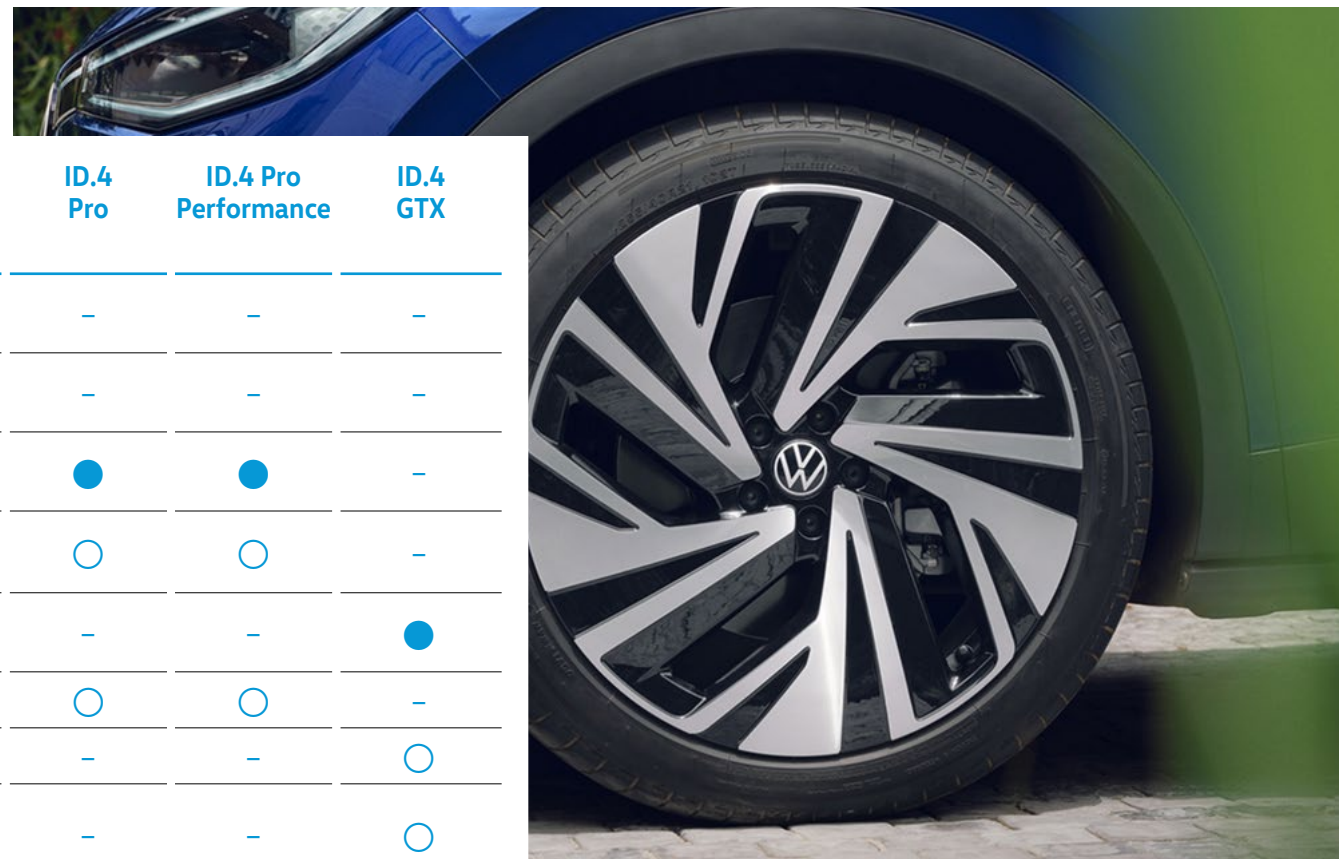 ID.4 ID.4 Pro ID.4
Pro Performance GTX
– – –
– – –
● ● –
○ ○ –
– – ●
○ ○ –
– – ○
– – ○